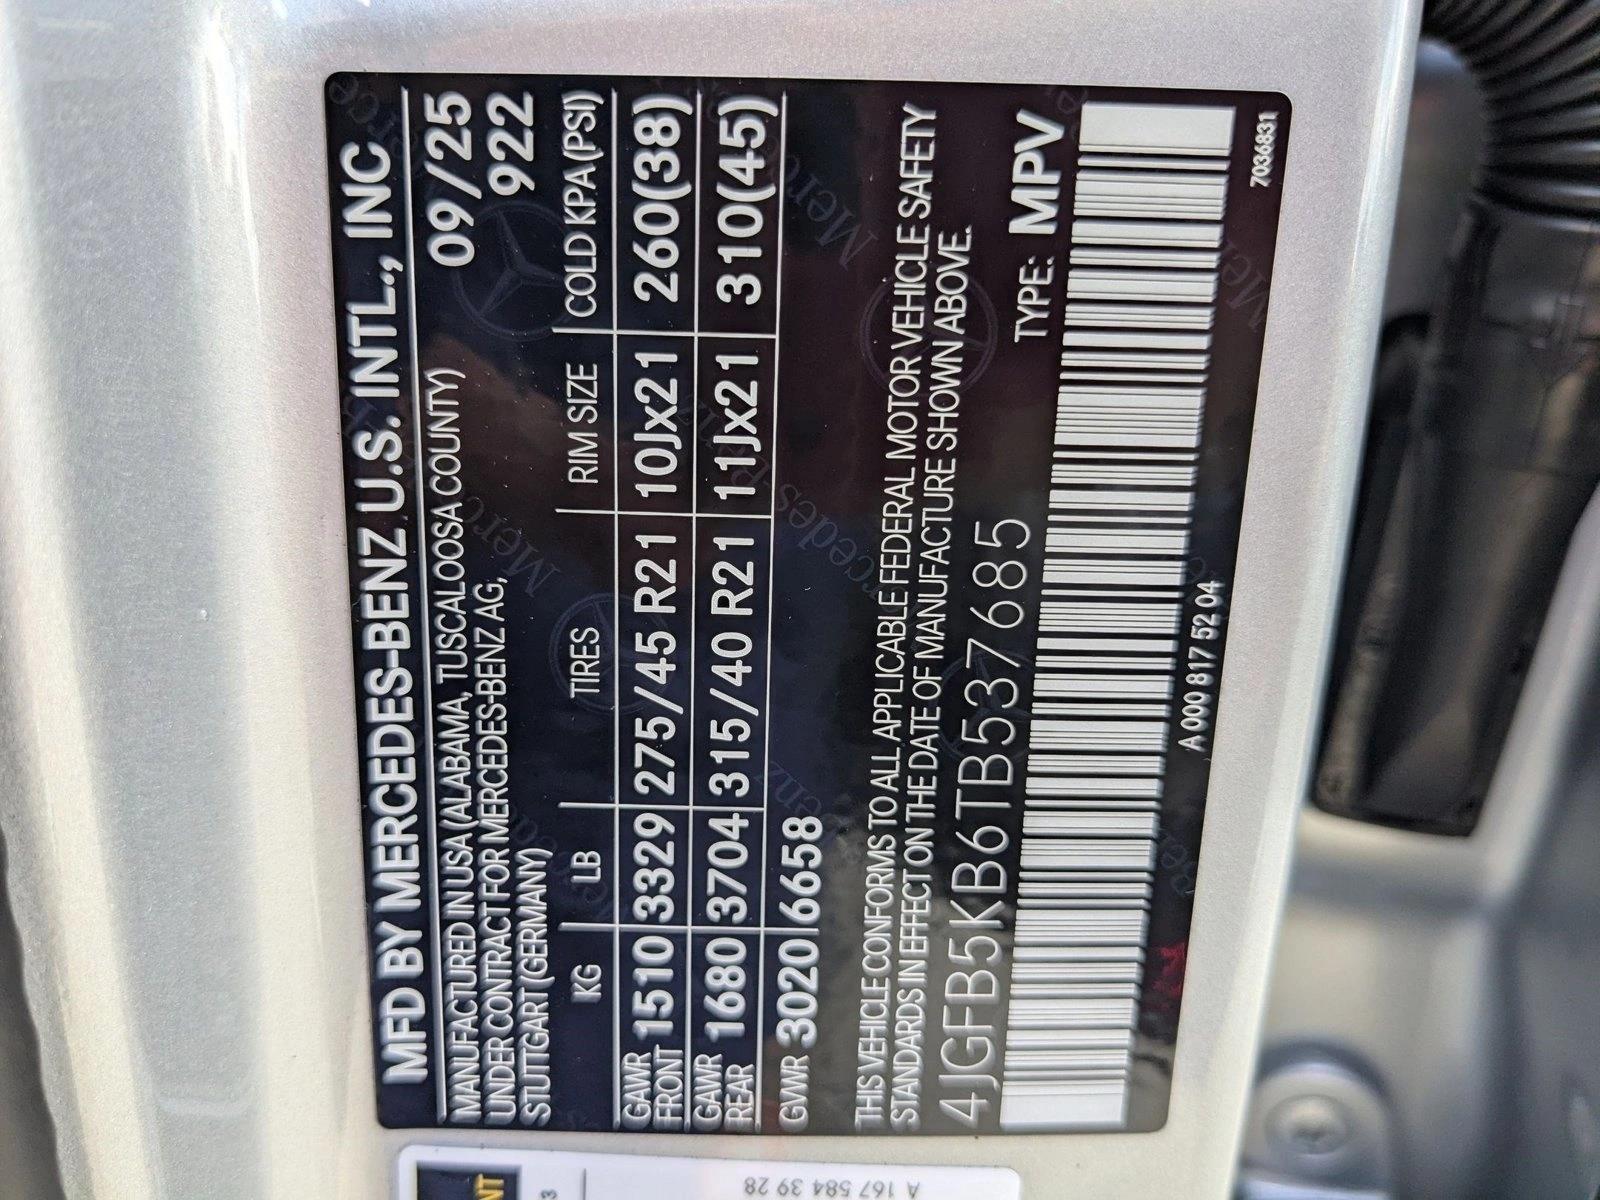 MFD BY MERCEDES-BENZ U.S. INTL., INC
MANUFACTURED IN USA (ALABAMA, TUSCALOOSA COUNTY) 09/25
UNDER CONTRACT FOR MERCEDES-BENZ AG, 922
STUTTGART (GERMANY)
KG LB TIRES RIM SIZE COLD KPA (PSI)
GAWR FRONT 1510 3329 275/45 R21 10Jx21 260(38)
GAWR REAR 1680 3704 315/40 R21 11Jx21 310(45)
GVWR 3020 6658
THIS VEHICLE CONFORMS TO ALL APPLICABLE FEDERAL MOTOR VEHICLE SAFETY
STANDARDS IN EFFECT ON THE DATE OF MANUFACTURE SHOWN ABOVE.
4JGFB5KB6TB537685 TYPE: MPV
A 000 817 52 04
7036831
A 167 584 39 28